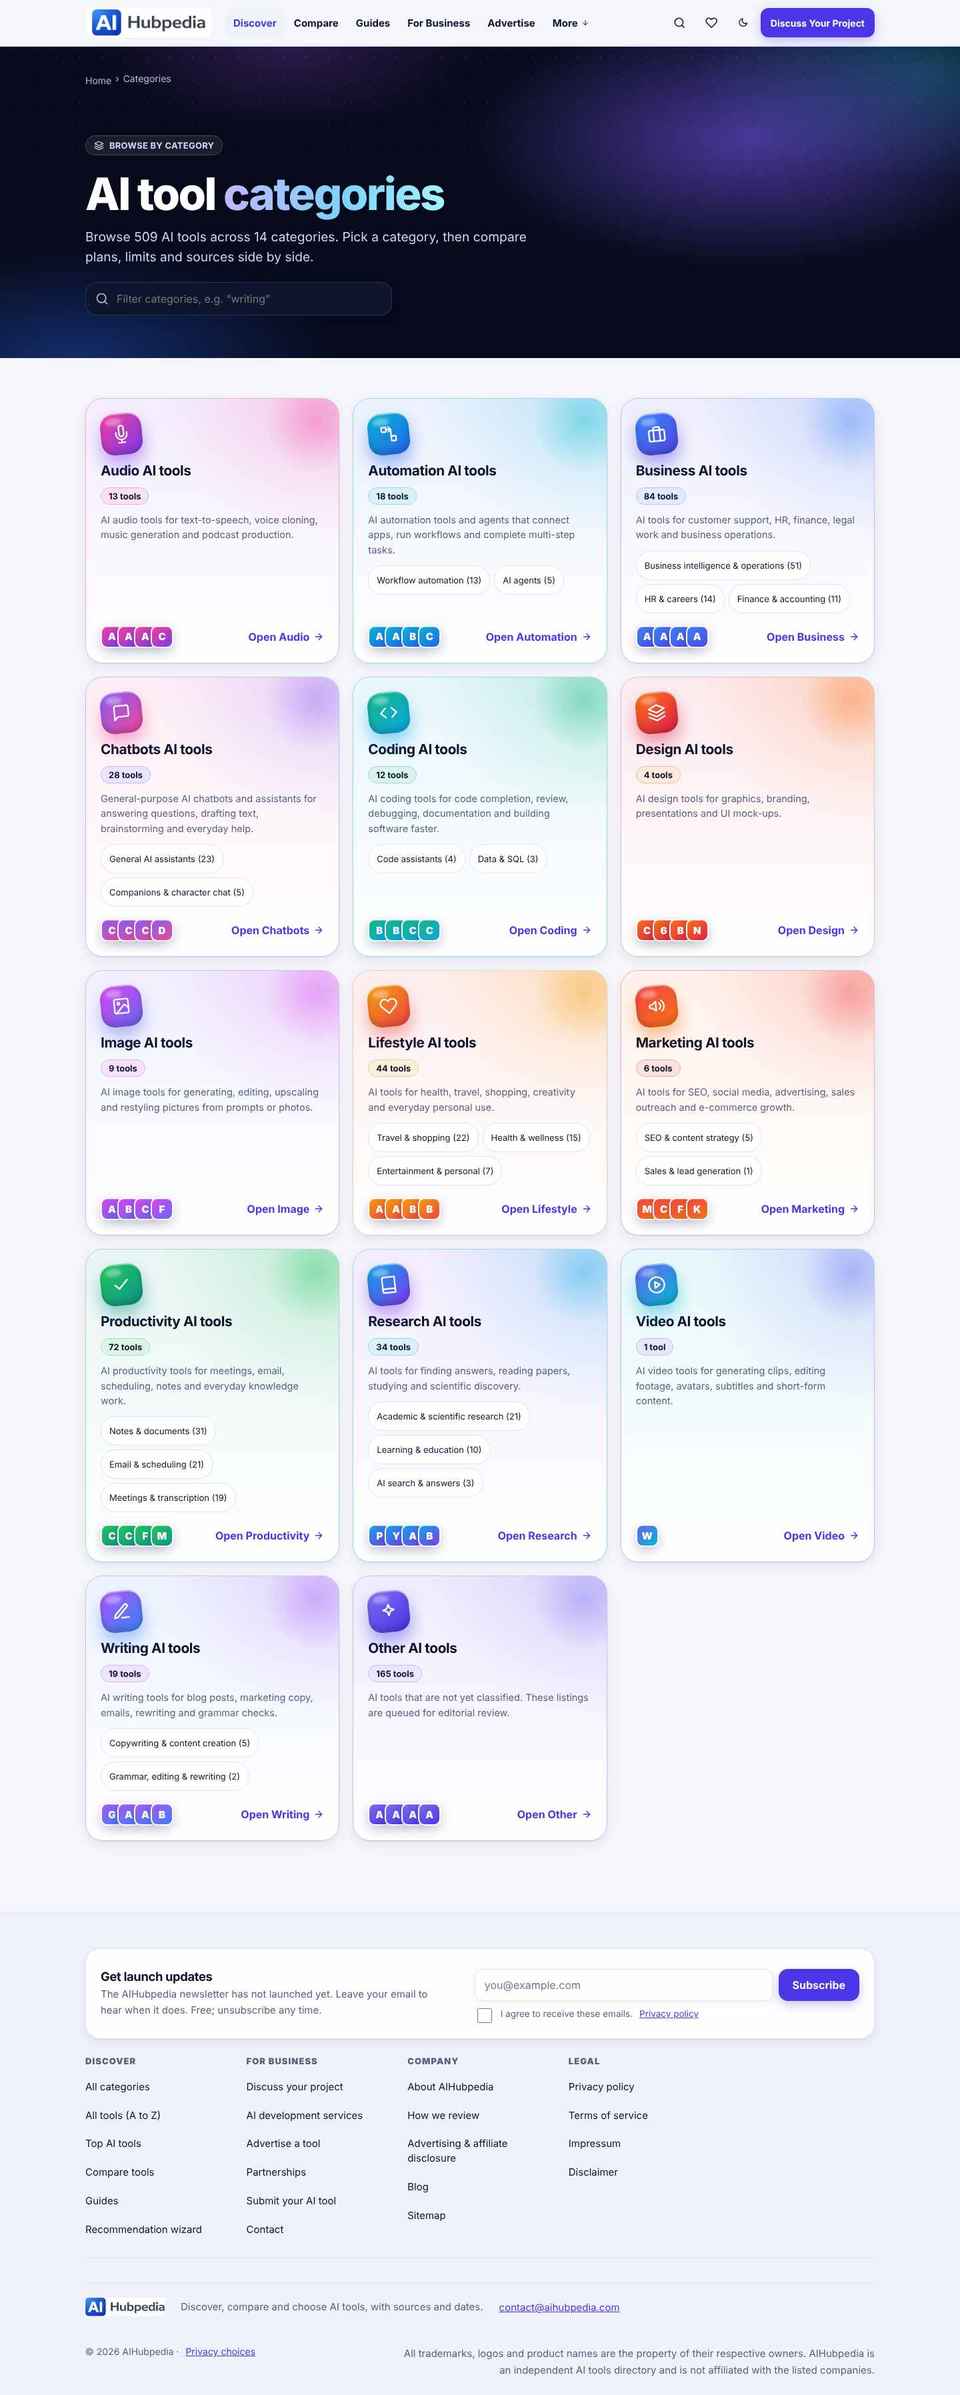 AI Hubpedia
Discover
Compare
Guides
For Business
Advertise
More
Discuss Your Project
Home › Categories
BROWSE BY CATEGORY
AI tool categories
Browse 509 AI tools across 14 categories. Pick a category, then compare
plans, limits and sources side by side.
Filter categories, e.g. "writing"
Audio AI tools
13 tools
AI audio tools for text-to-speech, voice cloning,
music generation and podcast production.
A A A C
Open Audio →
Automation AI tools
18 tools
AI automation tools and agents that connect
apps, run workflows and complete multi-step
tasks.
Workflow automation (13)
AI agents (5)
A A B C
Open Automation →
Business AI tools
84 tools
AI tools for customer support, HR, finance, legal
work and business operations.
Business intelligence & operations (51)
HR & careers (14)
Finance & accounting (11)
A A A A
Open Business →
Chatbots AI tools
28 tools
General-purpose AI chatbots and assistants for
answering questions, drafting text,
brainstorming and everyday help.
General AI assistants (23)
Companions & character chat (5)
C C C D
Open Chatbots →
Coding AI tools
12 tools
AI coding tools for code completion, review,
debugging, documentation and building
software faster.
Code assistants (4)
Data & SQL (3)
B B C C
Open Coding →
Design AI tools
4 tools
AI design tools for graphics, branding,
presentations and UI mock-ups.
C 6 B N
Open Design →
Image AI tools
9 tools
AI image tools for generating, editing, upscaling
and restyling pictures from prompts or photos.
A B C F
Open Image →
Lifestyle AI tools
44 tools
AI tools for health, travel, shopping, creativity
and everyday personal use.
Travel & shopping (22)
Health & wellness (15)
Entertainment & personal (7)
A A B B
Open Lifestyle →
Marketing AI tools
6 tools
AI tools for SEO, social media, advertising, sales
outreach and e-commerce growth.
SEO & content strategy (5)
Sales & lead generation (1)
M C F K
Open Marketing →
Productivity AI tools
72 tools
AI productivity tools for meetings, email,
scheduling, notes and everyday knowledge
work.
Notes & documents (31)
Email & scheduling (21)
Meetings & transcription (19)
C C F M
Open Productivity →
Research AI tools
34 tools
AI tools for finding answers, reading papers,
studying and scientific discovery.
Academic & scientific research (21)
Learning & education (10)
AI search & answers (3)
P Y A B
Open Research →
Video AI tools
1 tool
AI video tools for generating clips, editing
footage, avatars, subtitles and short-form
content.
W
Open Video →
Writing AI tools
19 tools
AI writing tools for blog posts, marketing copy,
emails, rewriting and grammar checks.
Copywriting & content creation (5)
Grammar, editing & rewriting (2)
G A A B
Open Writing →
Other AI tools
165 tools
AI tools that are not yet classified. These listings
are queued for editorial review.
A A A A
Open Other →
Get launch updates
The AIHubpedia newsletter has not launched yet. Leave your email to
hear when it does. Free; unsubscribe any time.
you@example.com
Subscribe
I agree to receive these emails. Privacy policy
DISCOVER
All categories
All tools (A to Z)
Top AI tools
Compare tools
Guides
Recommendation wizard
FOR BUSINESS
Discuss your project
AI development services
Advertise a tool
Partnerships
Submit your AI tool
Contact
COMPANY
About AIHubpedia
How we review
Advertising & affiliate
disclosure
Blog
Sitemap
LEGAL
Privacy policy
Terms of service
Impressum
Disclaimer
AI Hubpedia
Discover, compare and choose AI tools, with sources and dates.
contact@aihubpedia.com
© 2026 AIHubpedia · Privacy choices
All trademarks, logos and product names are the property of their respective owners. AIHubpedia is
an independent AI tools directory and is not affiliated with the listed companies.